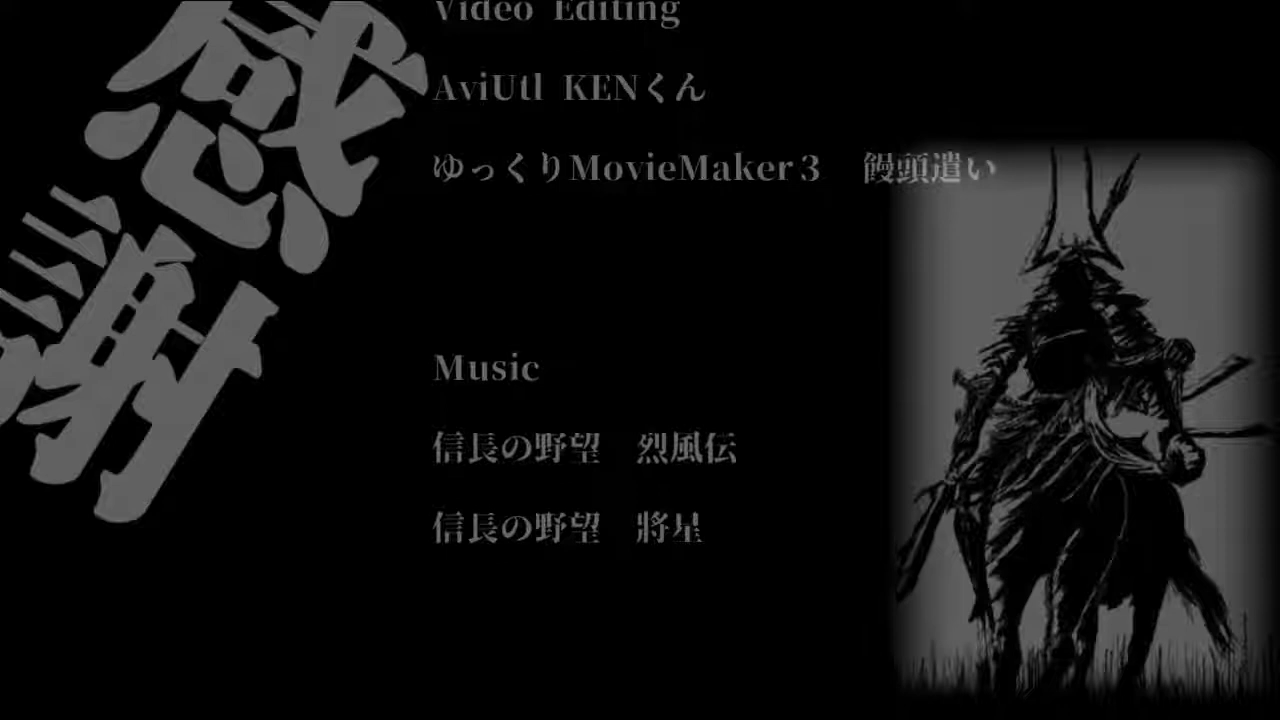 感謝
Video Editing
AviUtl KENくん
ゆっくりMovieMaker3 饅頭遣い
Music
信長の野望 烈風伝
信長の野望 將星